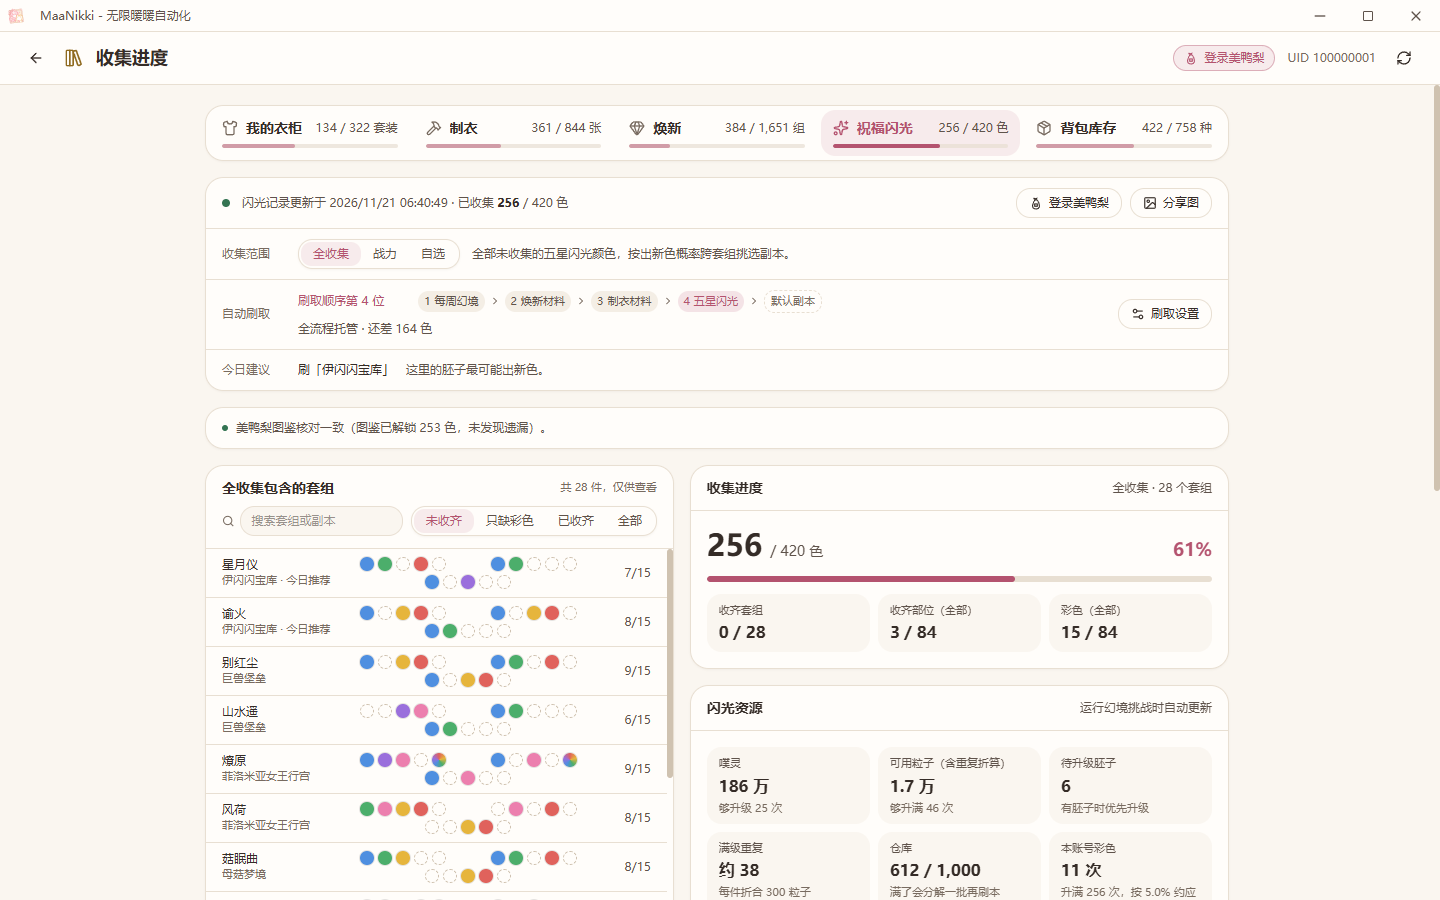 MaaNikki - 无限暖暖自动化
收集进度
登录美鸭梨
UID 100000001
我的衣柜 134 / 322 套装
制衣 361 / 844 张
焕新 384 / 1,651 组
祝福闪光 256 / 420 色
背包库存 422 / 758 种
闪光记录更新于 2026/11/21 06:40:49 · 已收集 256 / 420 色
登录美鸭梨
分享图
收集范围
全收集 战力 自选
全部未收集的五星闪光颜色，按出新色概率跨套组挑选副本。
自动刷取
刷取顺序第 4 位
1 每周幻境 › 2 焕新材料 › 3 制衣材料 › 4 五星闪光 › 默认副本
全流程托管 · 还差 164 色
刷取设置
今日建议
刷「伊闪闪宝库」 这里的胚子最可能出新色。
美鸭梨图鉴核对一致（图鉴已解锁 253 色，未发现遗漏）。
全收集包含的套组
共 28 件，仅供查看
搜索套组或副本
未收齐 只缺彩色 已收齐 全部
星月仪
伊闪闪宝库 · 今日推荐
7/15
谕火
伊闪闪宝库 · 今日推荐
8/15
别红尘
巨兽堡垒
9/15
山水遥
巨兽堡垒
6/15
燎原
菲洛米亚女王行宫
9/15
风荷
菲洛米亚女王行宫
8/15
菇眠曲
母菇梦境
8/15
收集进度
全收集 · 28 个套组
256 / 420 色
61%
收齐套组
0 / 28
收齐部位（全部）
3 / 84
彩色（全部）
15 / 84
闪光资源
运行幻境挑战时自动更新
噗灵
186 万
够升级 25 次
可用粒子（含重复折算）
1.7 万
够升满 46 次
待升级胚子
6
有胚子时优先升级
满级重复
约 38
每件折合 300 粒子
仓库
612 / 1,000
满了会分解一批再刷本
本账号彩色
11 次
升满 256 次，按 5.0% 约应